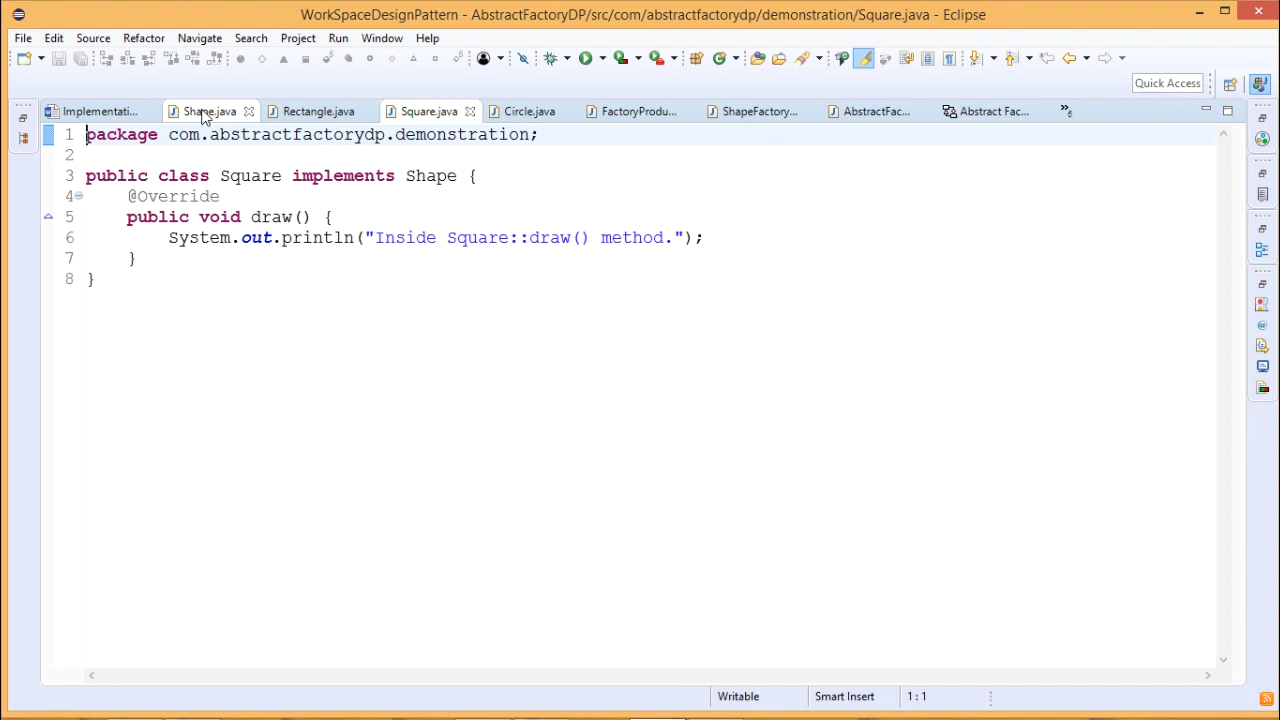 WorkSpaceDesignPattern - AbstractFactoryDP/src/com/abstractfactorydp/demonstration/Square.java - Eclipse
File Edit Source Refactor Navigate Search Project Run Window Help
Quick Access
Implementati... Shape.java Rectangle.java Square.java Circle.java FactoryProdu... ShapeFactory... AbstractFac... Abstract Fac... »6
1 package com.abstractfactorydp.demonstration;
2
3 public class Square implements Shape {
4 @Override
5 public void draw() {
6 System.out.println("Inside Square::draw() method.");
7 }
8 }
Writable Smart Insert 1 : 1